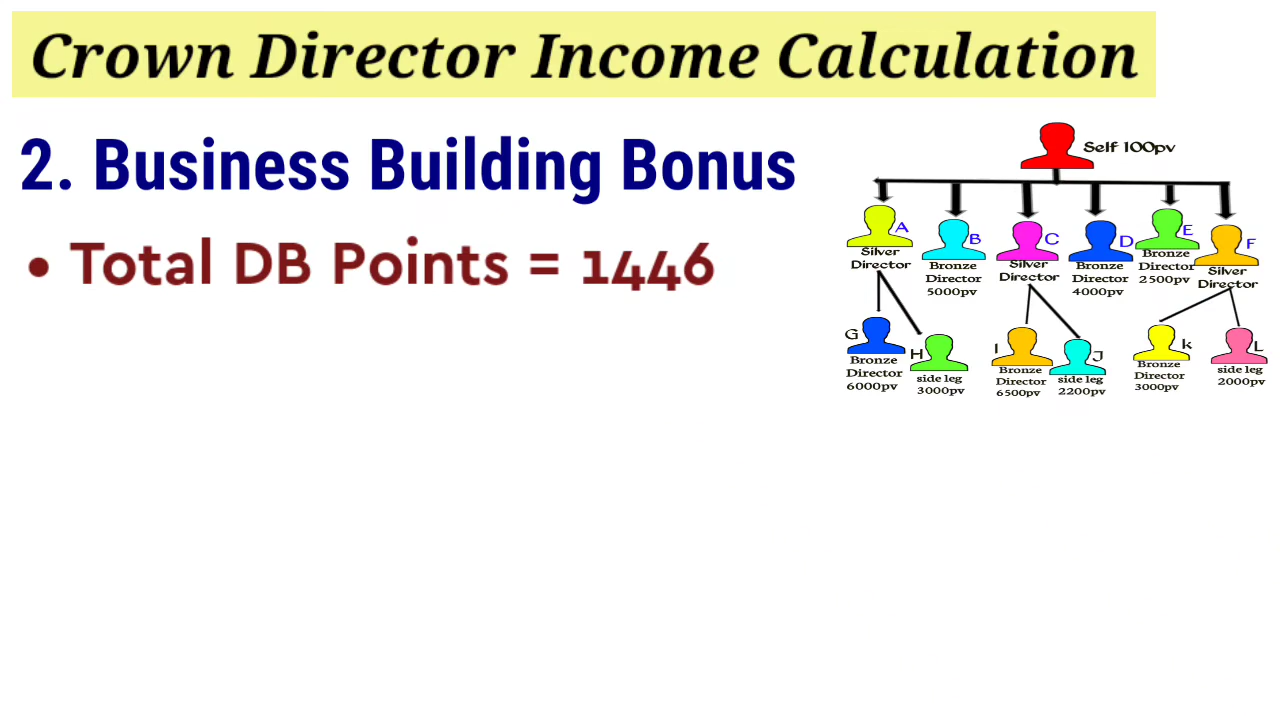 Crown Director Income Calculation
2. Business Building Bonus
• Total DB Points = 1446
Self 100pv
A
Silver
Director
B
Bronze
Director
5000pv
C
Silver
Director
D
Bronze
Director
4000pv
E
Bronze
Director
2500pv
F
Silver
Director
G
Bronze
Director
6000pv
H
side leg
3000pv
I
Bronze
Director
6500pv
J
side leg
2200pv
k
Bronze
Director
3000pv
L
side leg
2000pv